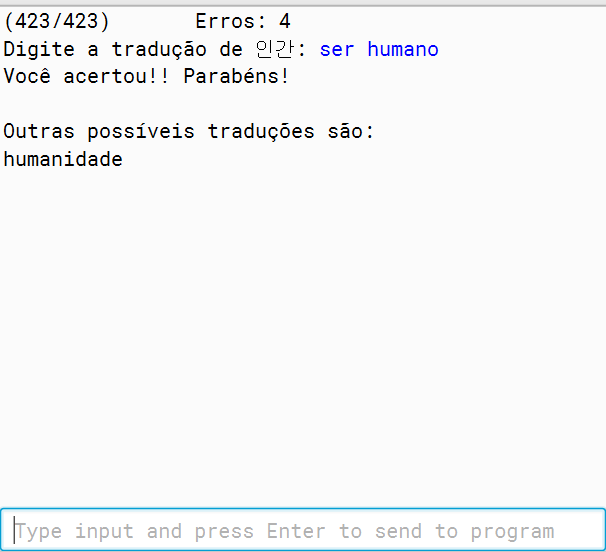 (423/423) Erros: 4
Digite a tradução de 인간: ser humano
Você acertou!! Parabéns!
Outras possíveis traduções são:
humanidade
Type input and press Enter to send to program